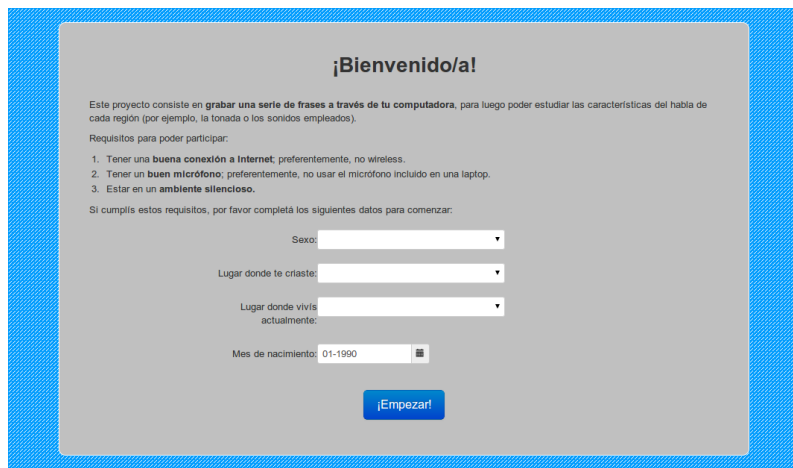 ¡Bienvenido/a!
Este proyecto consiste en grabar una serie de frases a través de tu computadora, para luego poder estudiar las características del habla de
cada región (por ejemplo, la tonada o los sonidos empleados).
Requisitos para poder participar:
1. Tener una buena conexión a Internet; preferentemente, no wireless.
2. Tener un buen micrófono; preferentemente, no usar el micrófono incluido en una laptop.
3. Estar en un ambiente silencioso.
Si cumplís estos requisitos, por favor completá los siguientes datos para comenzar:
Sexo:
Lugar donde te criaste:
Lugar donde vivís
actualmente:
Mes de nacimiento: 01-1990
¡Empezar!